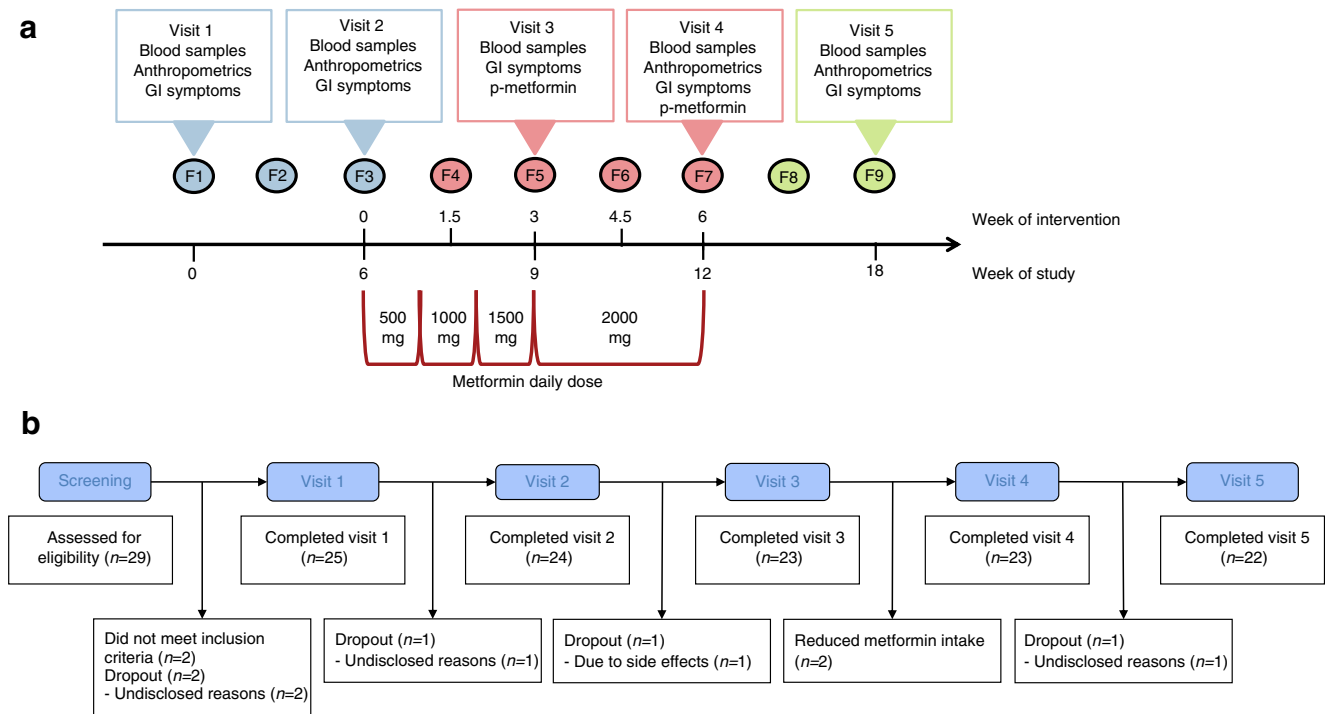 a
Visit 1
Blood samples
Anthropometrics
GI symptoms
Visit 2
Blood samples
Anthropometrics
GI symptoms
Visit 3
Blood samples
GI symptoms
p-metformin
Visit 4
Blood samples
Anthropometrics
GI symptoms
p-metformin
Visit 5
Blood samples
Anthropometrics
GI symptoms
F1 F2 F3 F4 F5 F6 F7 F8 F9
0 1.5 3 4.5 6 Week of intervention
0 6 9 12 18 Week of study
500
mg
1000
mg
1500
mg
2000
mg
Metformin daily dose
b
Screening
Visit 1
Visit 2
Visit 3
Visit 4
Visit 5
Assessed for
eligibility (n=29)
Completed visit 1
(n=25)
Completed visit 2
(n=24)
Completed visit 3
(n=23)
Completed visit 4
(n=23)
Completed visit 5
(n=22)
Did not meet inclusion
criteria (n=2)
Dropout (n=2)
- Undisclosed reasons (n=2)
Dropout (n=1)
- Undisclosed reasons (n=1)
Dropout (n=1)
- Due to side effects (n=1)
Reduced metformin intake
(n=2)
Dropout (n=1)
- Undisclosed reasons (n=1)